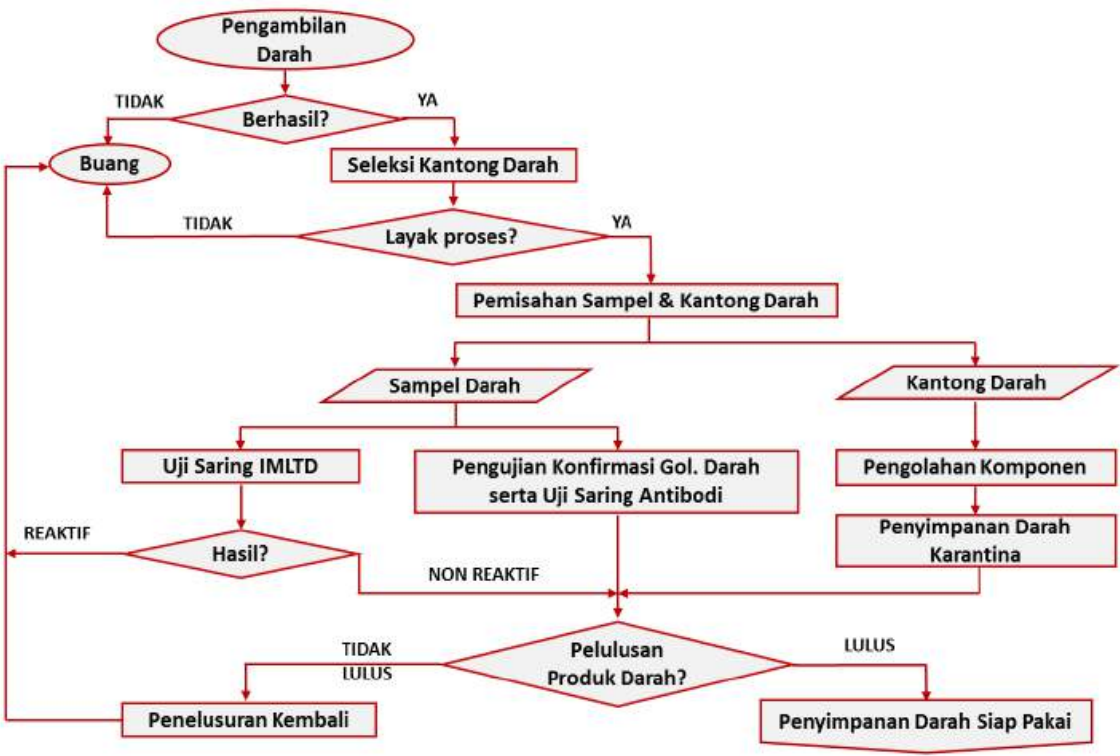 Pengambilan
Darah
TIDAK
YA
Berhasil?
Buang
Seleksi Kantong Darah
TIDAK
YA
Layak proses?
Pemisahan Sampel & Kantong Darah
Sampel Darah
Kantong Darah
Uji Saring IMLTD
Pengujian Konfirmasi Gol. Darah
serta Uji Saring Antibodi
Pengolahan Komponen
Penyimpanan Darah
Karantina
REAKTIF
Hasil?
NON REAKTIF
TIDAK
LULUS
Pelulusan
Produk Darah?
LULUS
Penelusuran Kembali
Penyimpanan Darah Siap Pakai